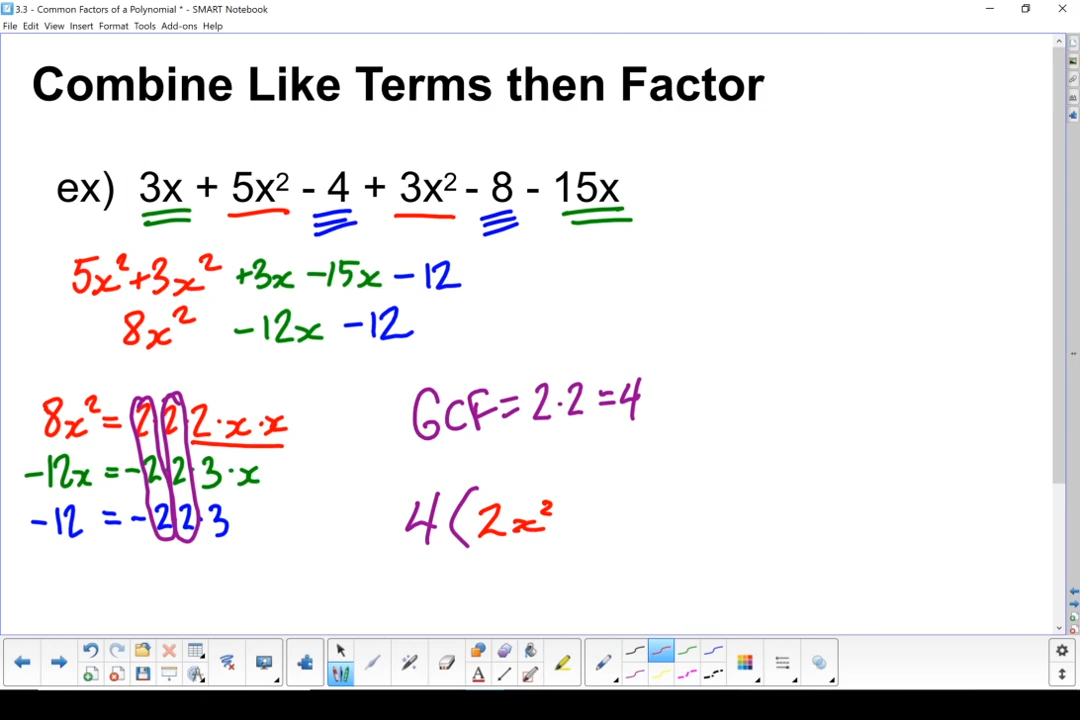 3.3 - Common Factors of a Polynomial * - SMART Notebook
File Edit View Insert Format Tools Add-ons Help
Combine Like Terms then Factor
ex) 3x + 5x² - 4 + 3x² - 8 - 15x
5x² + 3x² + 3x - 15x - 12
8x² - 12x - 12
8x² = 2 · 2 · 2 · x · x
-12x = -2 · 2 · 3 · x
-12 = -2 · 2 · 3
GCF = 2 · 2 = 4
4 ( 2x²